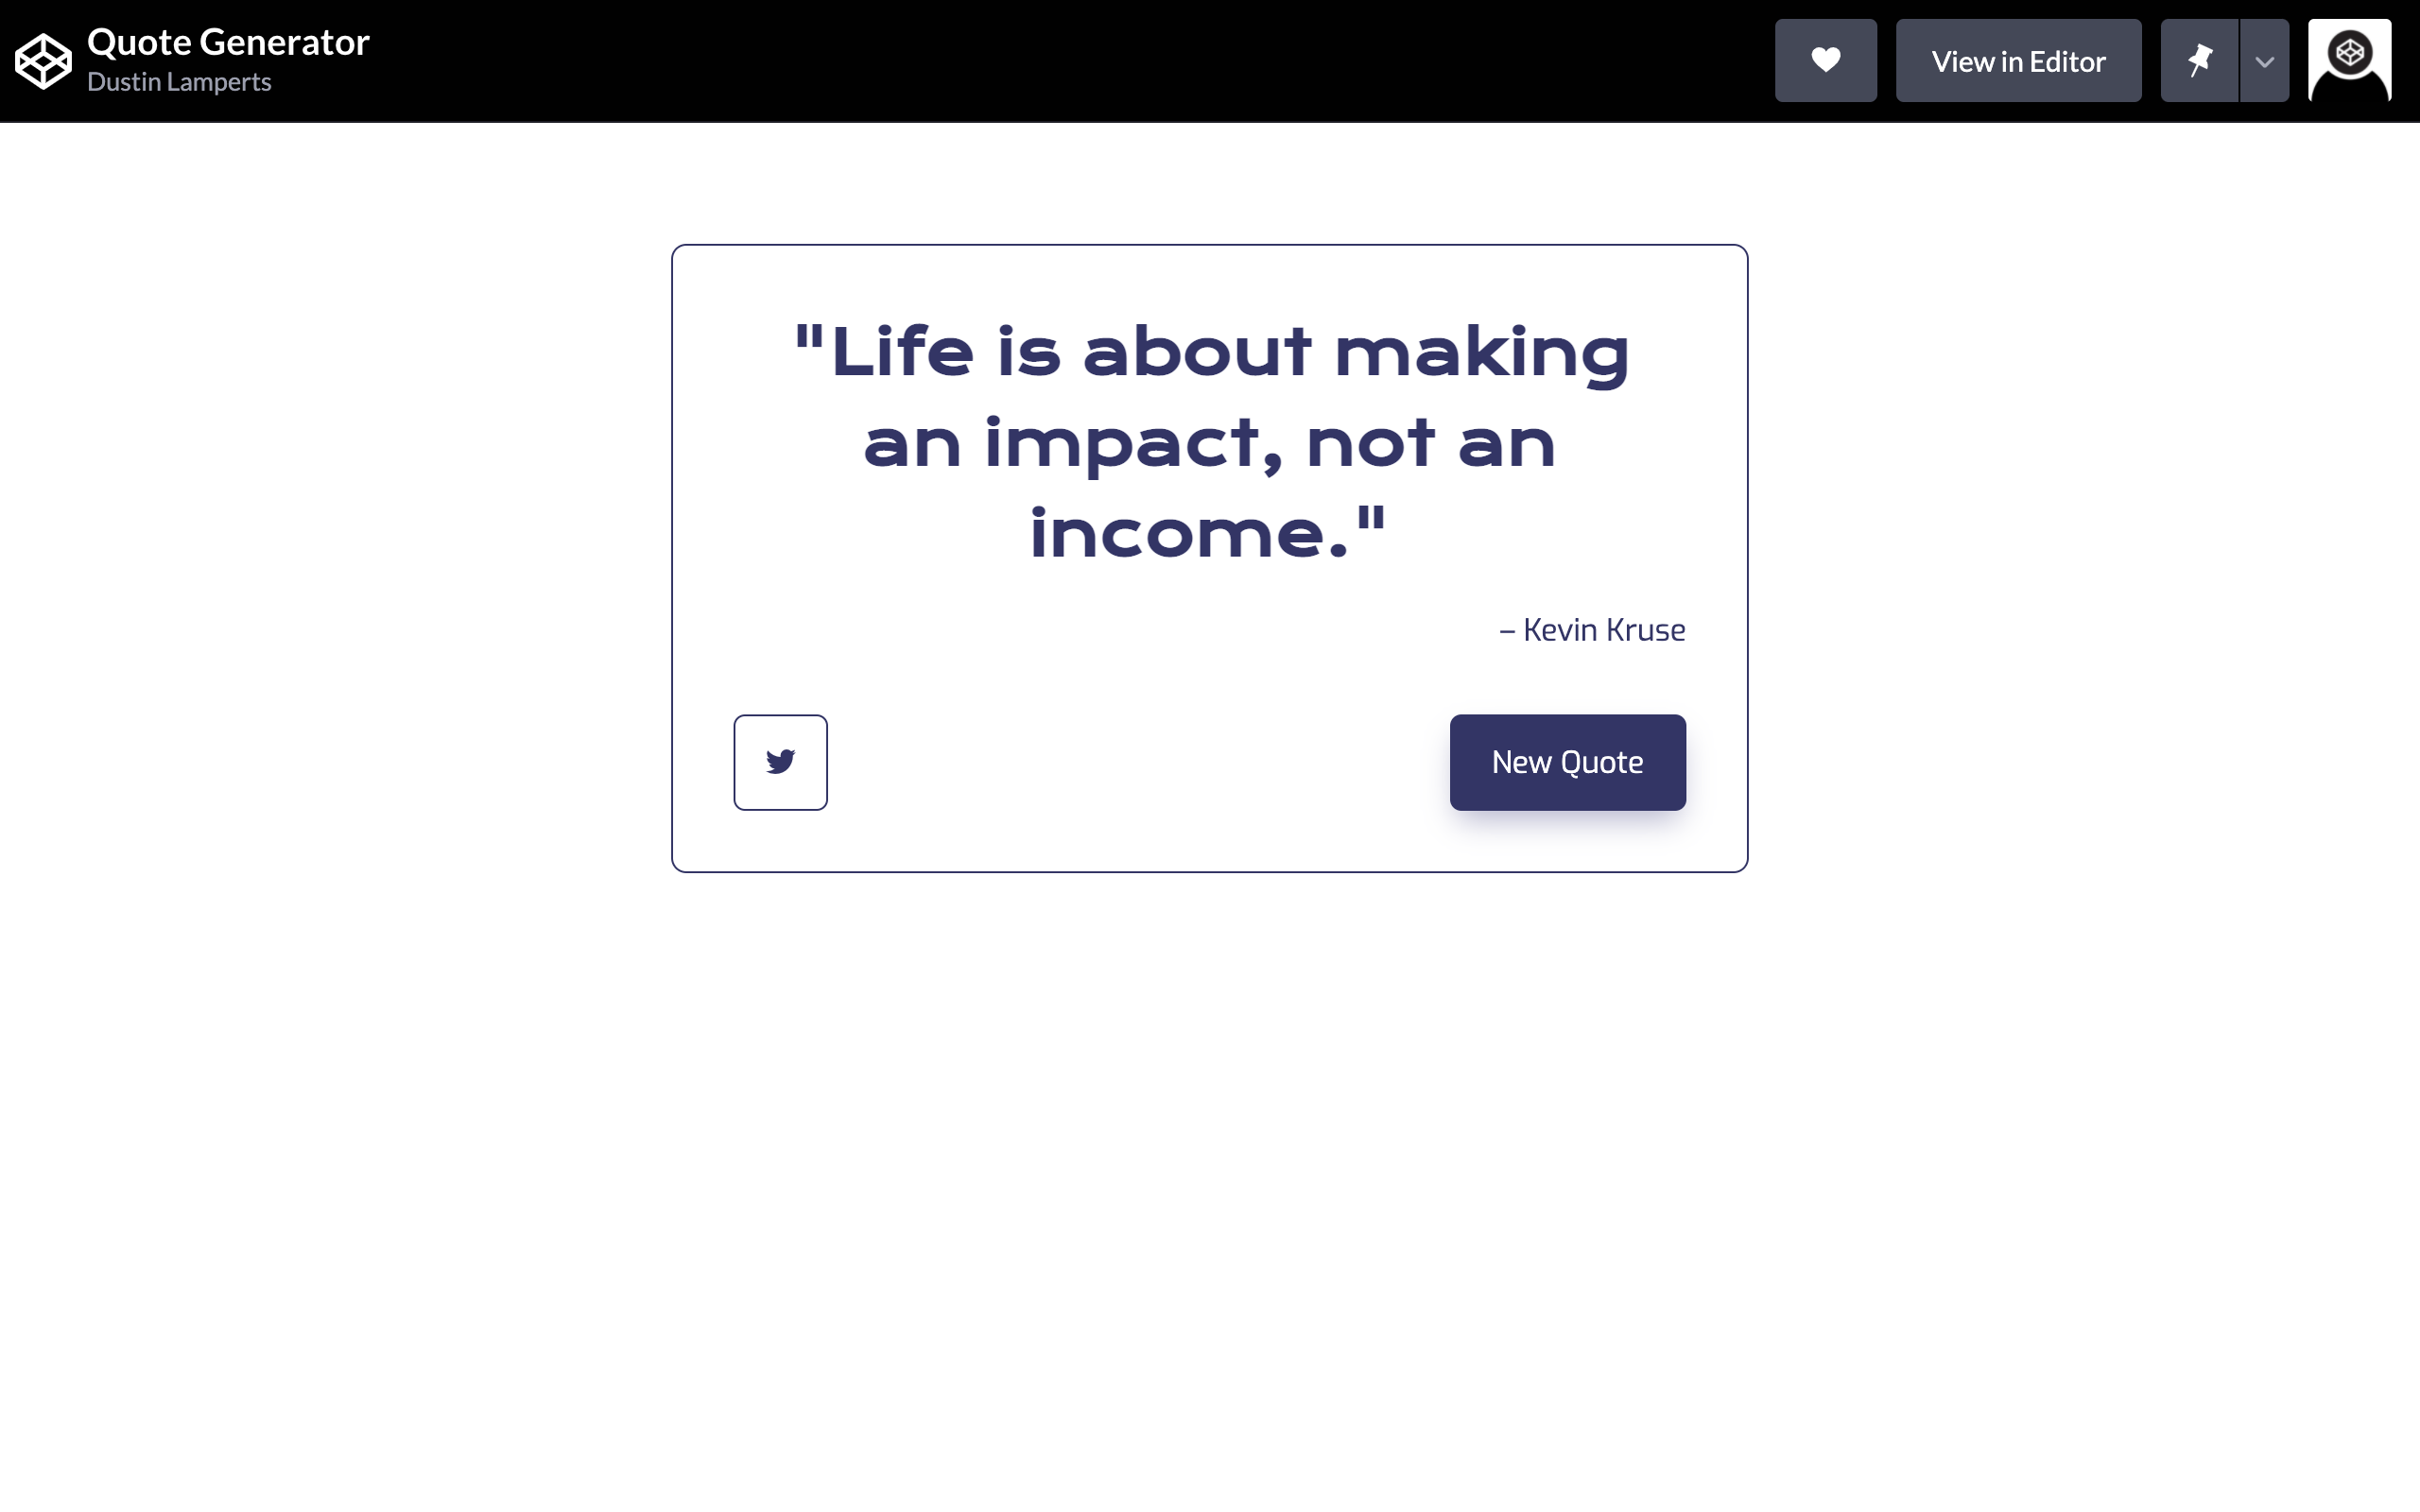 Quote Generator
Dustin Lamperts
View in Editor
"Life is about making
an impact, not an
income."
– Kevin Kruse
New Quote